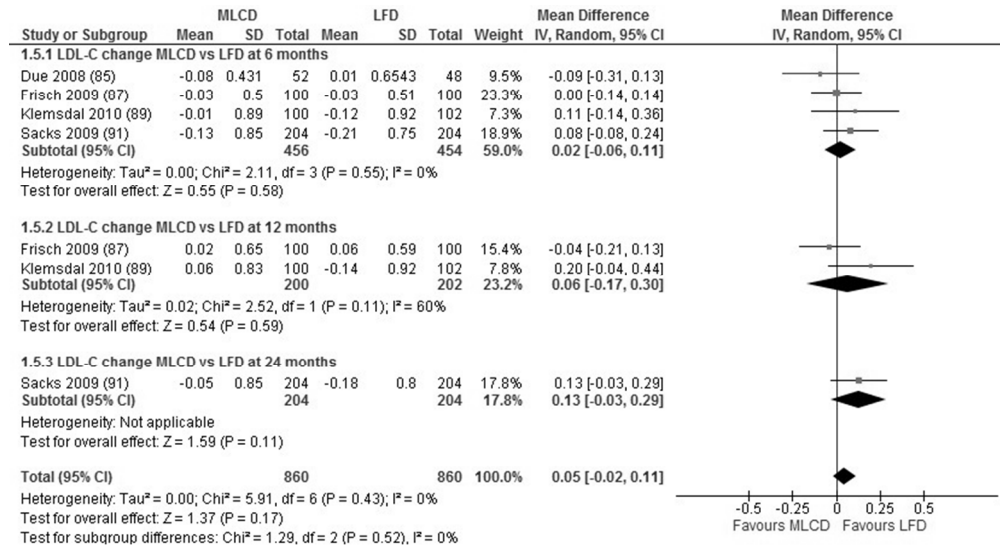 MLCD LFD Mean Difference Mean Difference
Study or Subgroup Mean SD Total Mean SD Total Weight IV, Random, 95% CI IV, Random, 95% CI
1.5.1 LDL-C change MLCD vs LFD at 6 months
Due 2008 (85) -0.08 0.431 52 0.01 0.6543 48 9.5% -0.09 [-0.31, 0.13]
Frisch 2009 (87) -0.03 0.5 100 -0.03 0.51 100 23.3% 0.00 [-0.14, 0.14]
Klemsdal 2010 (89) -0.01 0.89 100 -0.12 0.92 102 7.3% 0.11 [-0.14, 0.36]
Sacks 2009 (91) -0.13 0.85 204 -0.21 0.75 204 18.9% 0.08 [-0.08, 0.24]
Subtotal (95% CI) 456 454 59.0% 0.02 [-0.06, 0.11]
Heterogeneity: Tau² = 0.00; Chi² = 2.11, df = 3 (P = 0.55); I² = 0%
Test for overall effect: Z = 0.55 (P = 0.58)
1.5.2 LDL-C change MLCD vs LFD at 12 months
Frisch 2009 (87) 0.02 0.65 100 0.06 0.59 100 15.4% -0.04 [-0.21, 0.13]
Klemsdal 2010 (89) 0.06 0.83 100 -0.14 0.92 102 7.8% 0.20 [-0.04, 0.44]
Subtotal (95% CI) 200 202 23.2% 0.06 [-0.17, 0.30]
Heterogeneity: Tau² = 0.02; Chi² = 2.52, df = 1 (P = 0.11); I² = 60%
Test for overall effect: Z = 0.54 (P = 0.59)
1.5.3 LDL-C change MLCD vs LFD at 24 months
Sacks 2009 (91) -0.05 0.85 204 -0.18 0.8 204 17.8% 0.13 [-0.03, 0.29]
Subtotal (95% CI) 204 204 17.8% 0.13 [-0.03, 0.29]
Heterogeneity: Not applicable
Test for overall effect: Z = 1.59 (P = 0.11)
Total (95% CI) 860 860 100.0% 0.05 [-0.02, 0.11]
Heterogeneity: Tau² = 0.00; Chi² = 5.91, df = 6 (P = 0.43); I² = 0%
Test for overall effect: Z = 1.37 (P = 0.17)
Test for subgroup differences: Chi² = 1.29, df = 2 (P = 0.52), I² = 0%
-0.5 -0.25 0 0.25 0.5
Favours MLCD Favours LFD